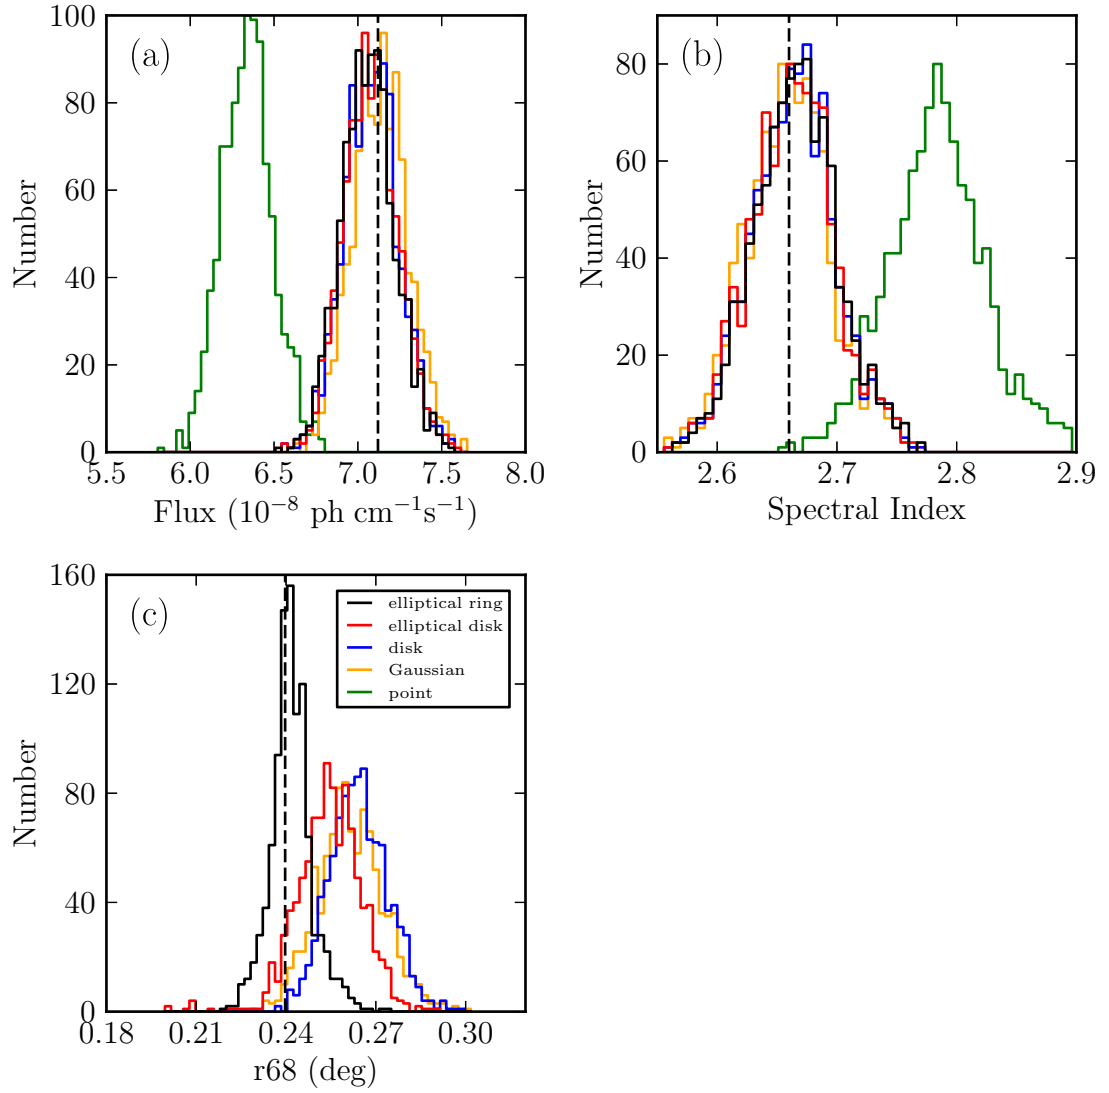 (a)
100
80
60
40
20
0
Number
5.5 6.0 6.5 7.0 7.5 8.0
Flux (10⁻⁸ ph cm⁻¹s⁻¹)
(b)
80
60
40
20
0
Number
2.6 2.7 2.8 2.9
Spectral Index
(c)
160
120
80
40
0
Number
elliptical ring
elliptical disk
disk
Gaussian
point
0.18 0.21 0.24 0.27 0.30
r68 (deg)